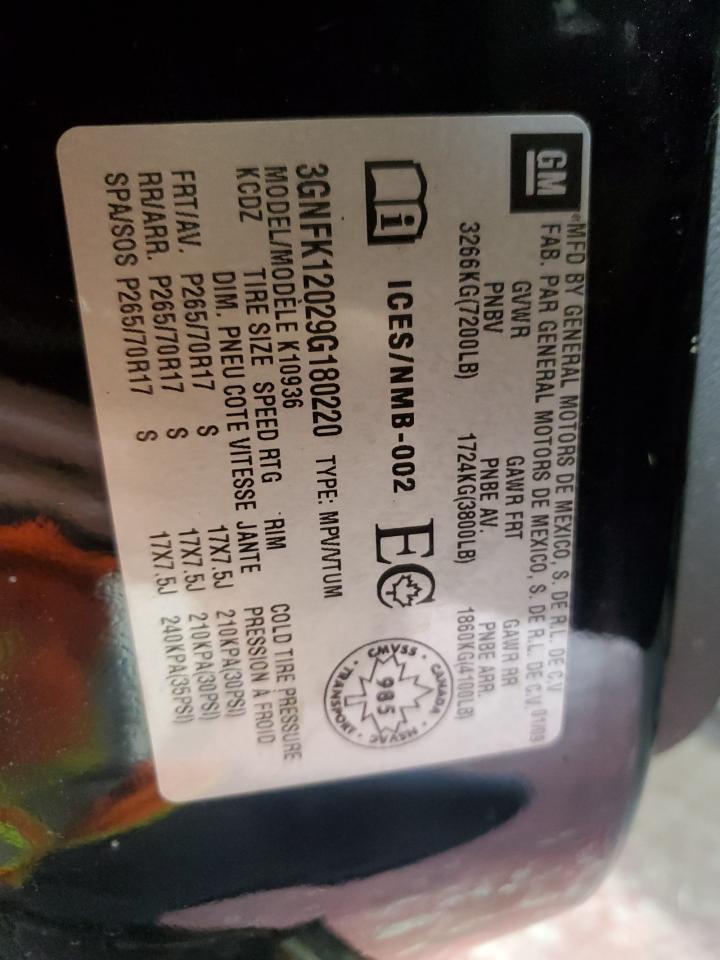 GM
MFD BY GENERAL MOTORS DE MEXICO, S. DE R.L. DE C.V
FAB. PAR GENERAL MOTORS DE MEXICO, S. DE R.L. DE C.V. 01/09
GVWR GAWR FRT GAWR RR
PNBV PNBE AV. PNBE ARR.
3266KG(7200LB) 1724KG(3800LB) 1860KG(4100LB)
i ICES/NMB-002 EC
CMVSS CANADA NSVAC TRANSPORT
985
3GNFK12029G180220 TYPE: MPV/VTUM
MODEL/MODÈLE K10936
KCDZ TIRE SIZE SPEED RTG RIM COLD TIRE PRESSURE
DIM. PNEU COTE VITESSE JANTE PRESSION À FROID
FRT/AV. P265/70R17 S 17X7.5J 210KPA(30PSI)
RR/ARR. P265/70R17 S 17X7.5J 210KPA(30PSI)
SPA/SOS P265/70R17 S 17X7.5J 240KPA(35PSI)